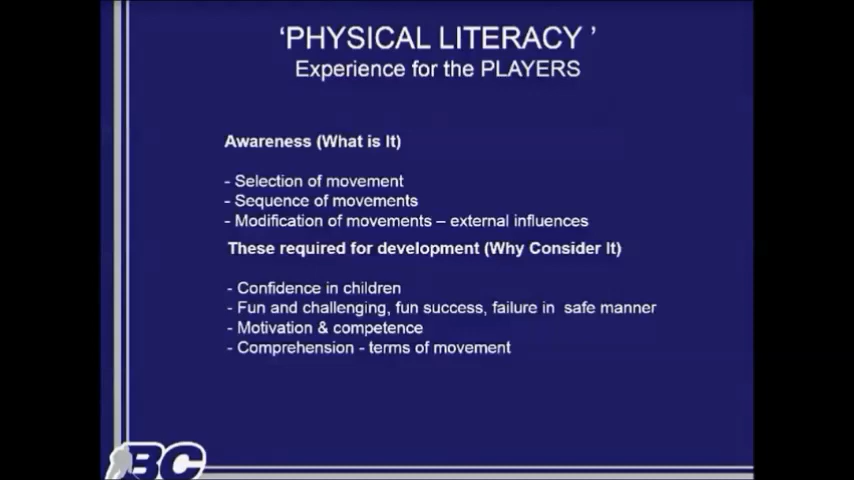 ‘PHYSICAL LITERACY ’
Experience for the PLAYERS
Awareness (What is It)
- Selection of movement
- Sequence of movements
- Modification of movements – external influences
These required for development (Why Consider It)
- Confidence in children
- Fun and challenging, fun success, failure in safe manner
- Motivation & competence
- Comprehension - terms of movement
BC